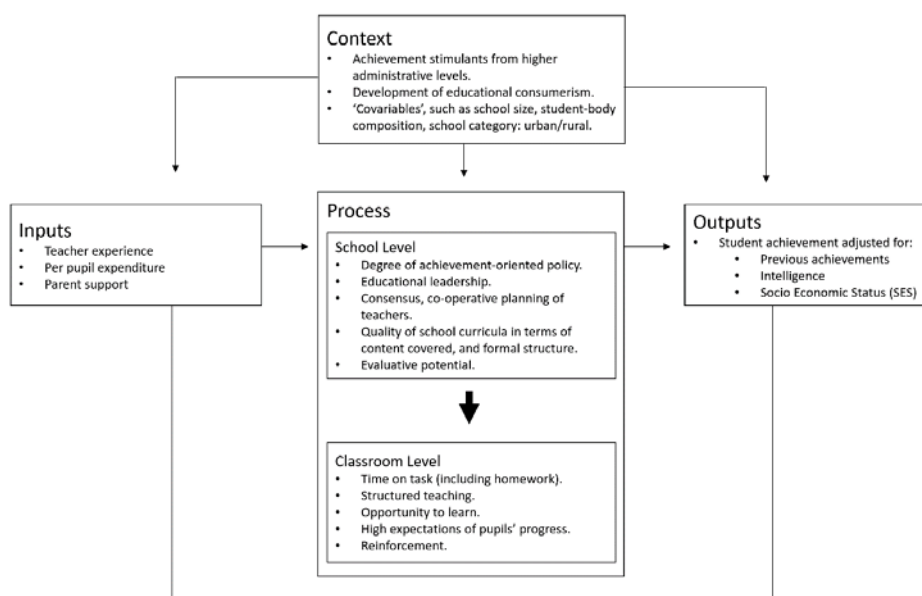 Context
• Achievement stimulants from higher
administrative levels.
• Development of educational consumerism.
• ‘Covariables’, such as school size, student-body
composition, school category: urban/rural.
Inputs
• Teacher experience
• Per pupil expenditure
• Parent support
Process
School Level
• Degree of achievement-oriented policy.
• Educational leadership.
• Consensus, co-operative planning of
teachers.
• Quality of school curricula in terms of
content covered, and formal structure.
• Evaluative potential.
Classroom Level
• Time on task (including homework).
• Structured teaching.
• Opportunity to learn.
• High expectations of pupils’ progress.
• Reinforcement.
Outputs
• Student achievement adjusted for:
• Previous achievements
• Intelligence
• Socio Economic Status (SES)